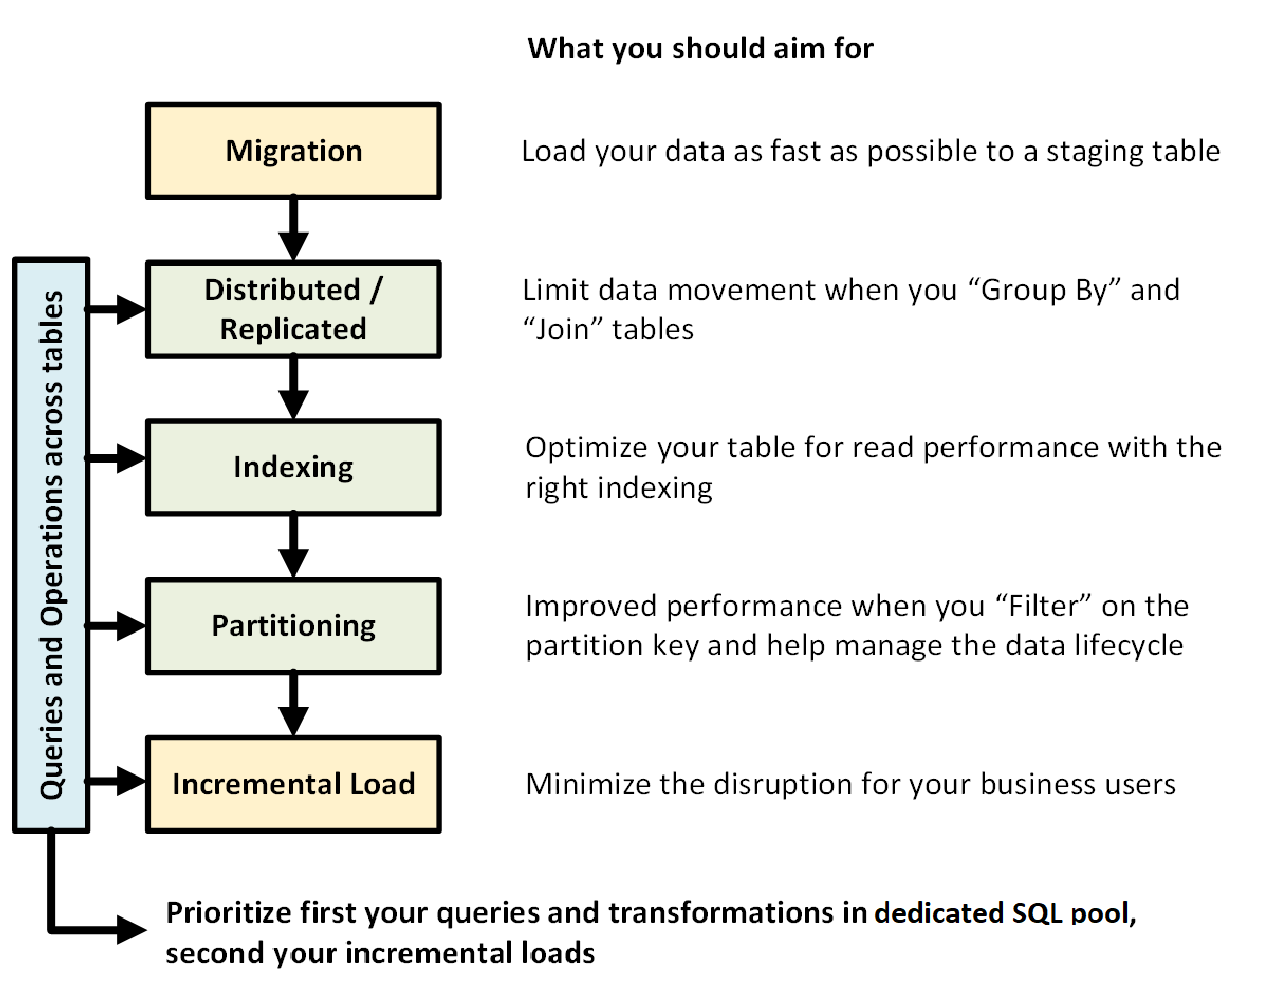 What you should aim for
Migration
Load your data as fast as possible to a staging table
Queries and Operations across tables
Distributed /
Replicated
Limit data movement when you “Group By” and
“Join” tables
Indexing
Optimize your table for read performance with the
right indexing
Partitioning
Improved performance when you “Filter” on the
partition key and help manage the data lifecycle
Incremental Load
Minimize the disruption for your business users
Prioritize first your queries and transformations in dedicated SQL pool,
second your incremental loads